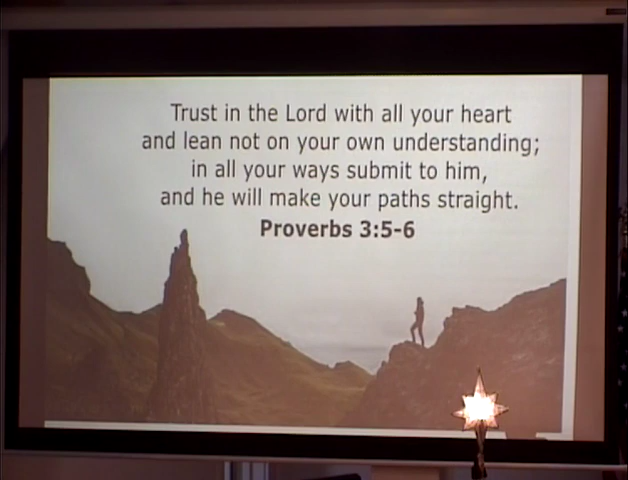 Trust in the Lord with all your heart
and lean not on your own understanding;
in all your ways submit to him,
and he will make your paths straight.
Proverbs 3:5-6